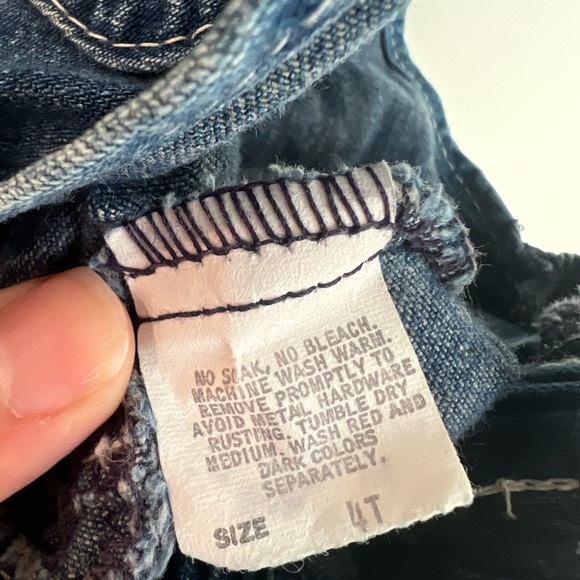 NO SOAK, NO BLEACH.
MACHINE WASH WARM.
REMOVE PROMPTLY TO
AVOID METAL HARDWARE
RUSTING. TUMBLE DRY
MEDIUM. WASH RED AND
DARK COLORS
SEPARATELY.
SIZE 4T